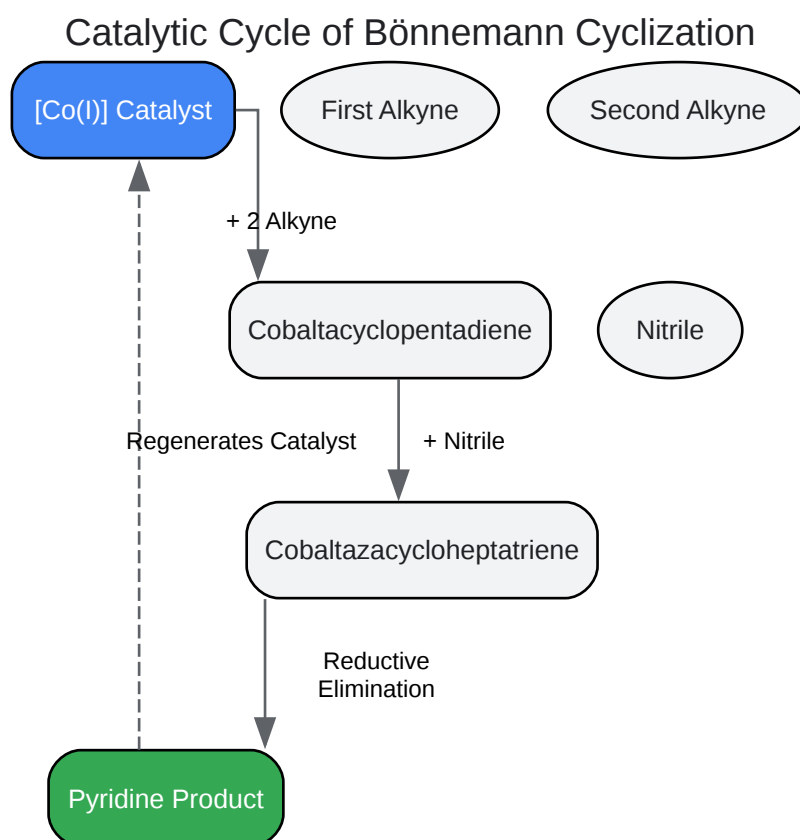 Catalytic Cycle of Bönnemann Cyclization
[Co(I)] Catalyst
First Alkyne
Second Alkyne
+ 2 Alkyne
Cobaltacyclopentadiene
Nitrile
Regenerates Catalyst
+ Nitrile
Cobaltazacycloheptatriene
Reductive
Elimination
Pyridine Product